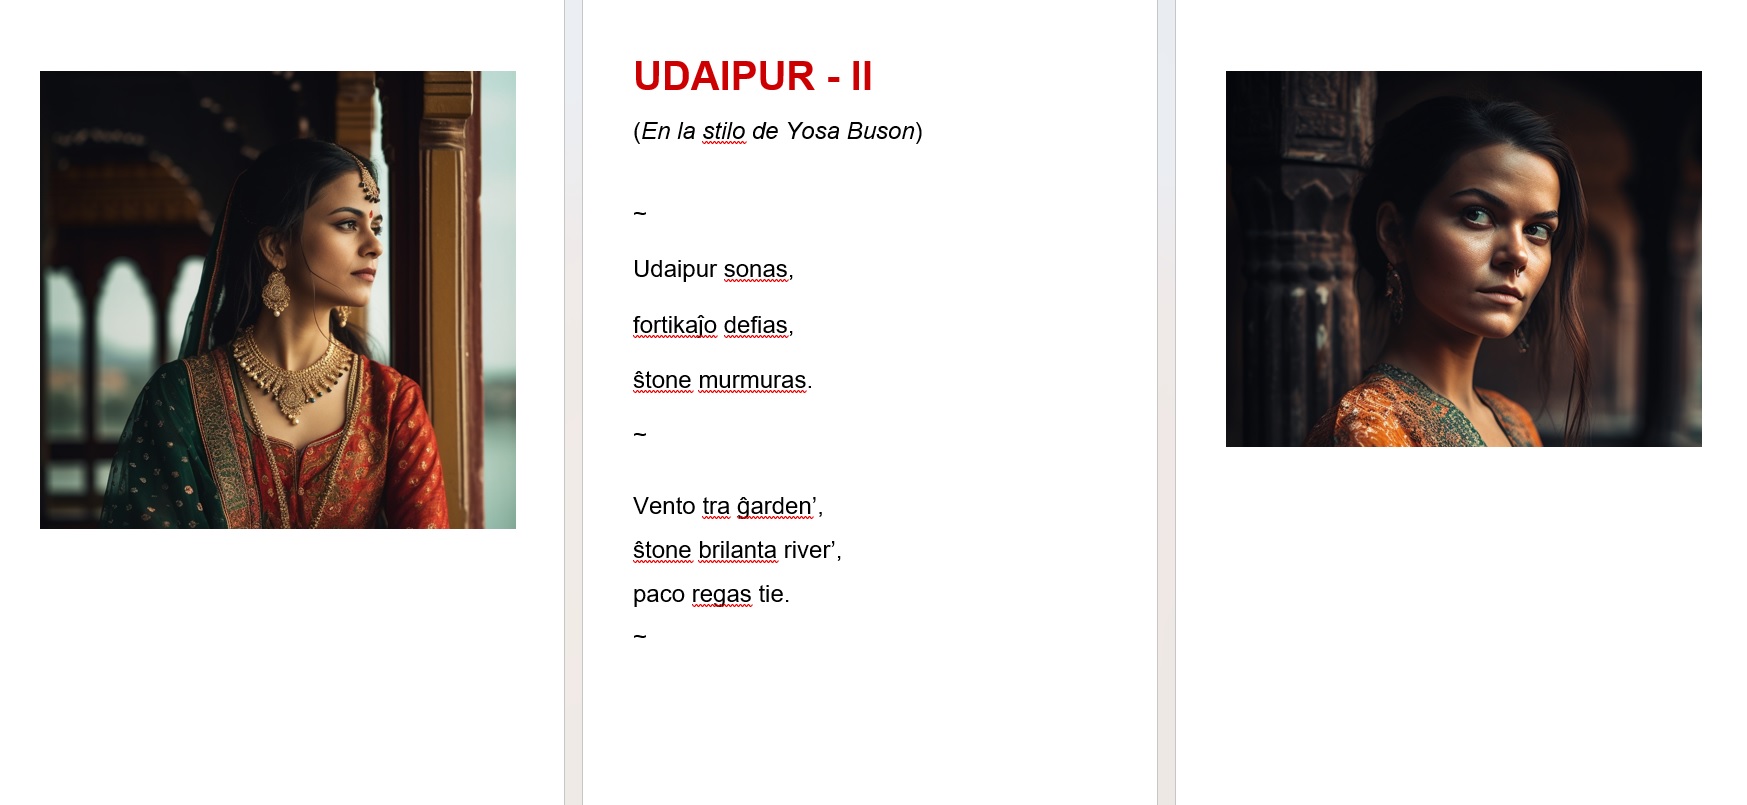 UDAIPUR - II
(En la stilo de Yosa Buson)
~
Udaipur sonas,
fortikaĵo defias,
ŝtone murmuras.
~
Vento tra ĝarden’,
ŝtone brilanta river’,
paco regas tie.
~